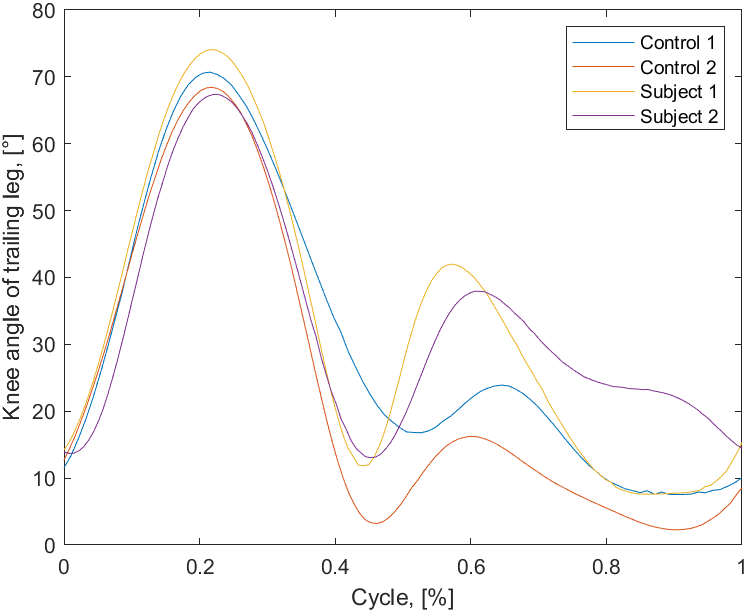 80
70
60
50
40
30
20
10
0
Knee angle of trailing leg, [°]
Control 1
Control 2
Subject 1
Subject 2
0 0.2 0.4 0.6 0.8 1
Cycle, [%]